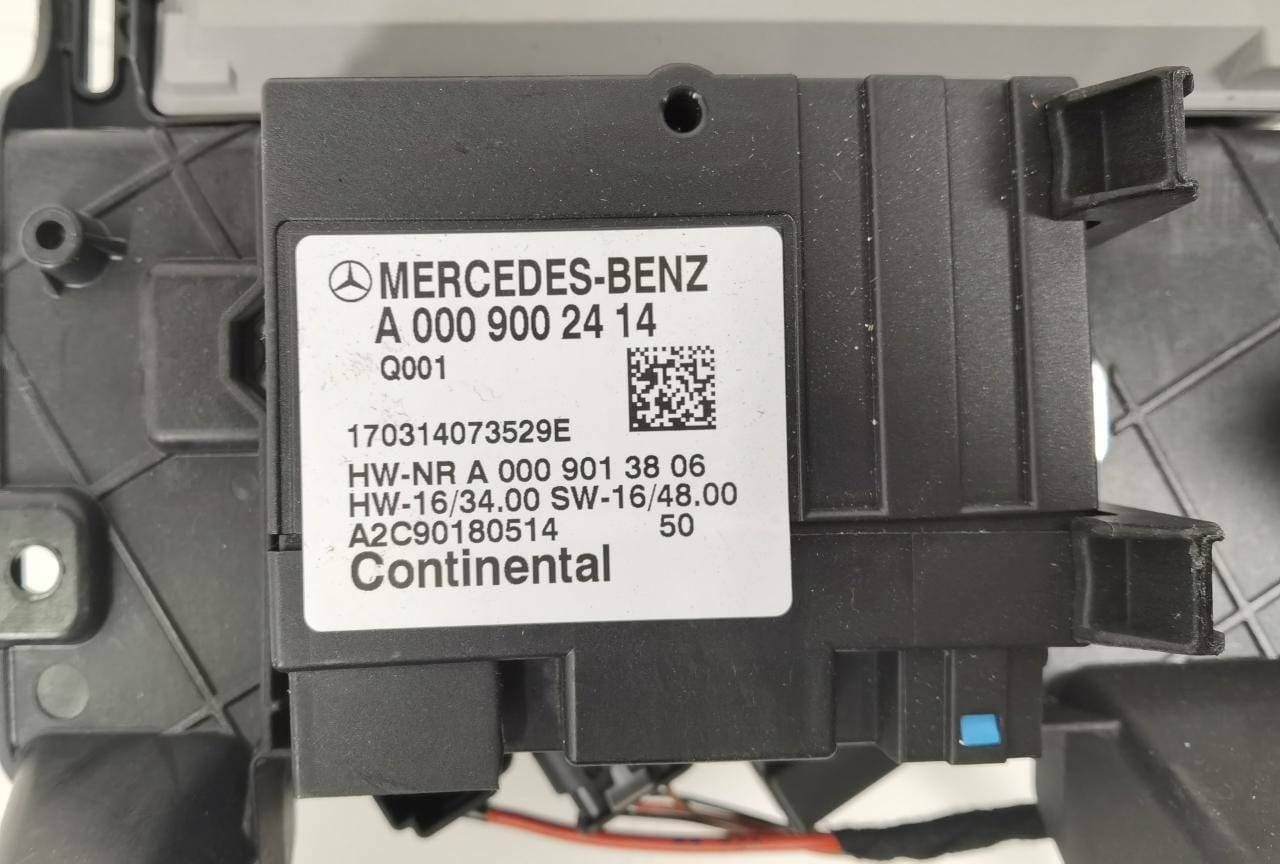 MERCEDES-BENZ
A 000 900 24 14
Q001
170314073529E
HW-NR A 000 901 38 06
HW-16/34.00 SW-16/48.00
A2C90180514 50
Continental